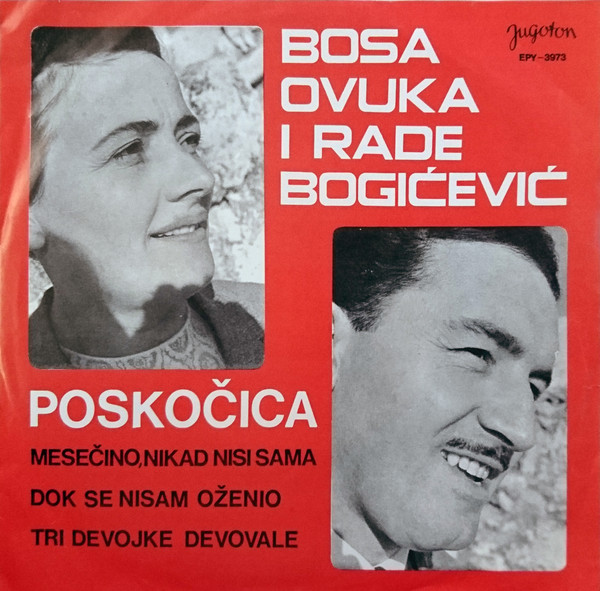 Jugoton
EPY-3973
BOSA
OVUKA
I RADE
BOGIĆEVIĆ
POSKOČICA
MESEČINO,NIKAD NISI SAMA
DOK SE NISAM OŽENIO
TRI DEVOJKE DEVOVALE